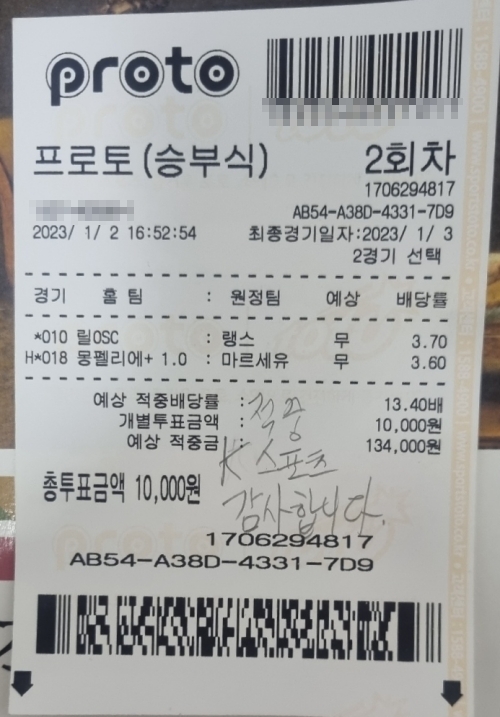 proto
프로토(승부식) 2회차
1706294817
AB54-A38D-4331-7D9
2023/ 1/ 2 16:52:54 최종경기일자:2023/ 1/ 3
2경기 선택
경기 홈 팀 : 원정팀 예상 배당률
*010 릴OSC : 랭스 무 3.70
H*018 몽펠리에+ 1.0 : 마르세유 무 3.60
예상 적중배당률 : 13.40배
개별투표금액 : 10,000원
예상 적중금 : 134,000원
적중
K 스포츠
총투표금액 10,000원
감사합니다.
1706294817
AB54-A38D-4331-7D9